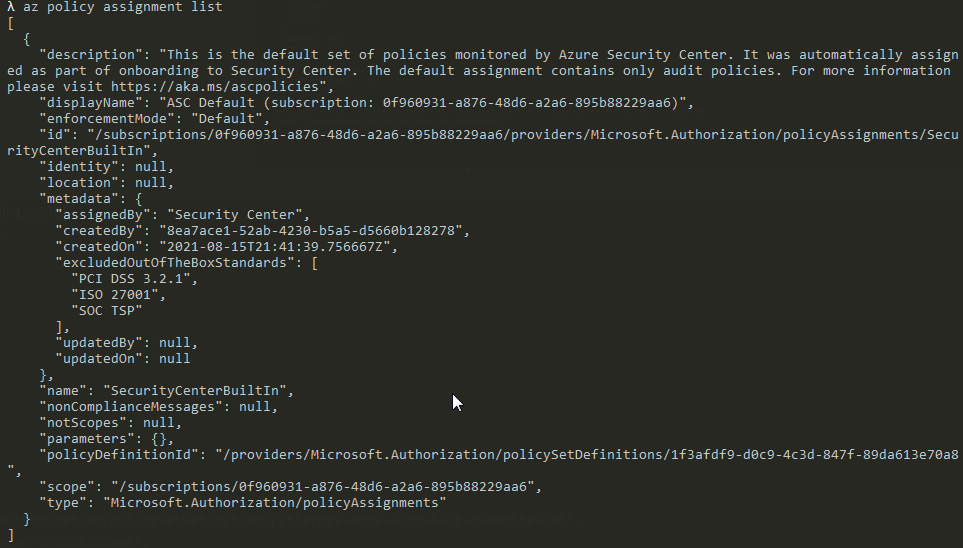 λ az policy assignment list
[
  {
    "description": "This is the default set of policies monitored by Azure Security Center. It was automatically assign
ed as part of onboarding to Security Center. The default assignment contains only audit policies. For more information
please visit https://aka.ms/ascpolicies",
    "displayName": "ASC Default (subscription: 0f960931-a876-48d6-a2a6-895b88229aa6)",
    "enforcementMode": "Default",
    "id": "/subscriptions/0f960931-a876-48d6-a2a6-895b88229aa6/providers/Microsoft.Authorization/policyAssignments/Secu
rityCenterBuiltIn",
    "identity": null,
    "location": null,
    "metadata": {
      "assignedBy": "Security Center",
      "createdBy": "8ea7ace1-52ab-4230-b5a5-d5660b128278",
      "createdOn": "2021-08-15T21:41:39.756667Z",
      "excludedOutOfTheBoxStandards": [
        "PCI DSS 3.2.1",
        "ISO 27001",
        "SOC TSP"
      ],
      "updatedBy": null,
      "updatedOn": null
    },
    "name": "SecurityCenterBuiltIn",
    "nonComplianceMessages": null,
    "notScopes": null,
    "parameters": {},
    "policyDefinitionId": "/providers/Microsoft.Authorization/policySetDefinitions/1f3afdf9-d0c9-4c3d-847f-89da613e70a8
",
    "scope": "/subscriptions/0f960931-a876-48d6-a2a6-895b88229aa6",
    "type": "Microsoft.Authorization/policyAssignments"
  }
]